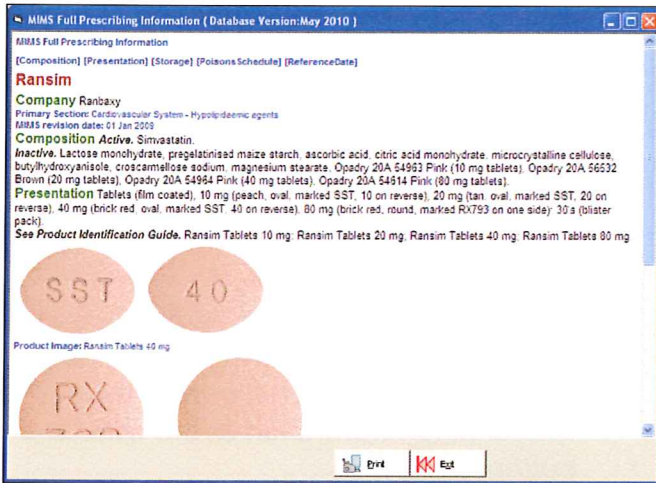 MIMS Full Prescribing Information ( Database Version:May 2010 )
MIMS Full Prescribing Information
[Composition] [Presentation] [Storage] [Poisons Schedule] [ReferenceDate]
Ransim
Company Ranbaxy
Primary Section: Cardiovascular System - Hypolipidaemic agents
MIMS revision date: 01 Jan 2009
Composition Active. Simvastatin.
Inactive. Lactose monohydrate, pregelatinised maize starch, ascorbic acid, citric acid monohydrate, microcrystalline cellulose,
butylhydroxyanisole, croscarmellose sodium, magnesium stearate, Opadry 20A 54963 Pink (10 mg tablets), Opadry 20A 56532
Brown (20 mg tablets), Opadry 20A 54964 Pink (40 mg tablets), Opadry 20A 54614 Pink (80 mg tablets).
Presentation Tablets (film coated), 10 mg (peach, oval, marked SST, 10 on reverse), 20 mg (tan, oval, marked SST, 20 on
reverse), 40 mg (brick red, oval, marked SST, 40 on reverse), 80 mg (brick red, round, marked RX793 on one side): 30's (blister
pack).
See Product Identification Guide. Ransim Tablets 10 mg; Ransim Tablets 20 mg; Ransim Tablets 40 mg; Ransim Tablets 80 mg
SST 40
Product Image: Ransim Tablets 40 mg
RX
Print Exit